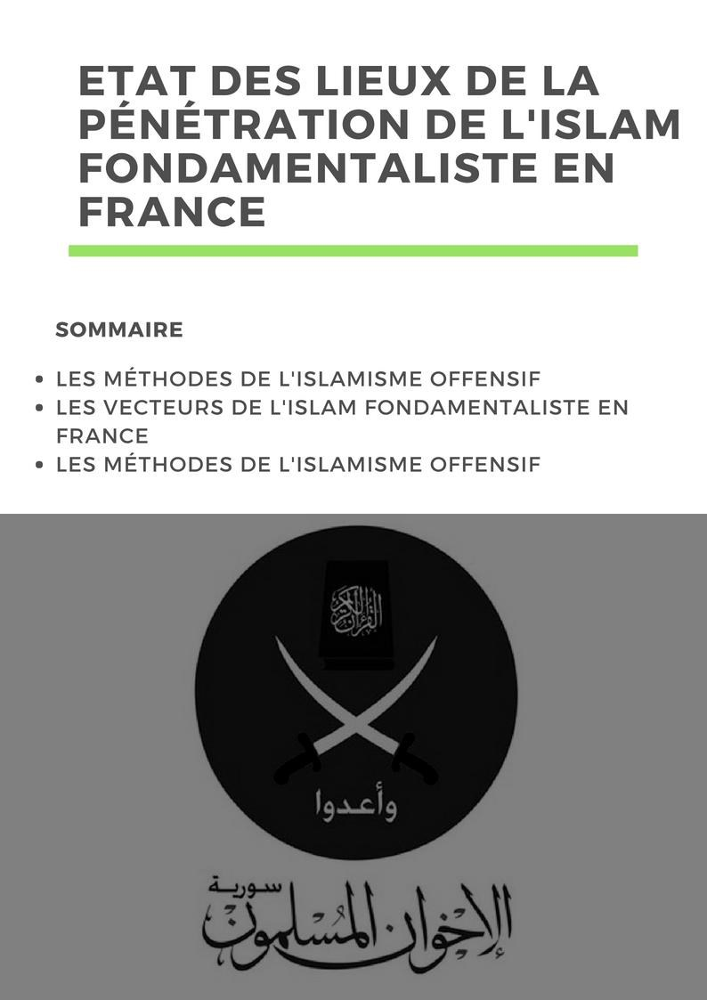 ETAT DES LIEUX DE LA
PÉNÉTRATION DE L'ISLAM
FONDAMENTALISTE EN
FRANCE
SOMMAIRE
• LES MÉTHODES DE L'ISLAMISME OFFENSIF
• LES VECTEURS DE L'ISLAM FONDAMENTALISTE EN
FRANCE
• LES MÉTHODES DE L'ISLAMISME OFFENSIF
القرآن الكريم
وأعدوا
سورية
الإخوان المسلمون